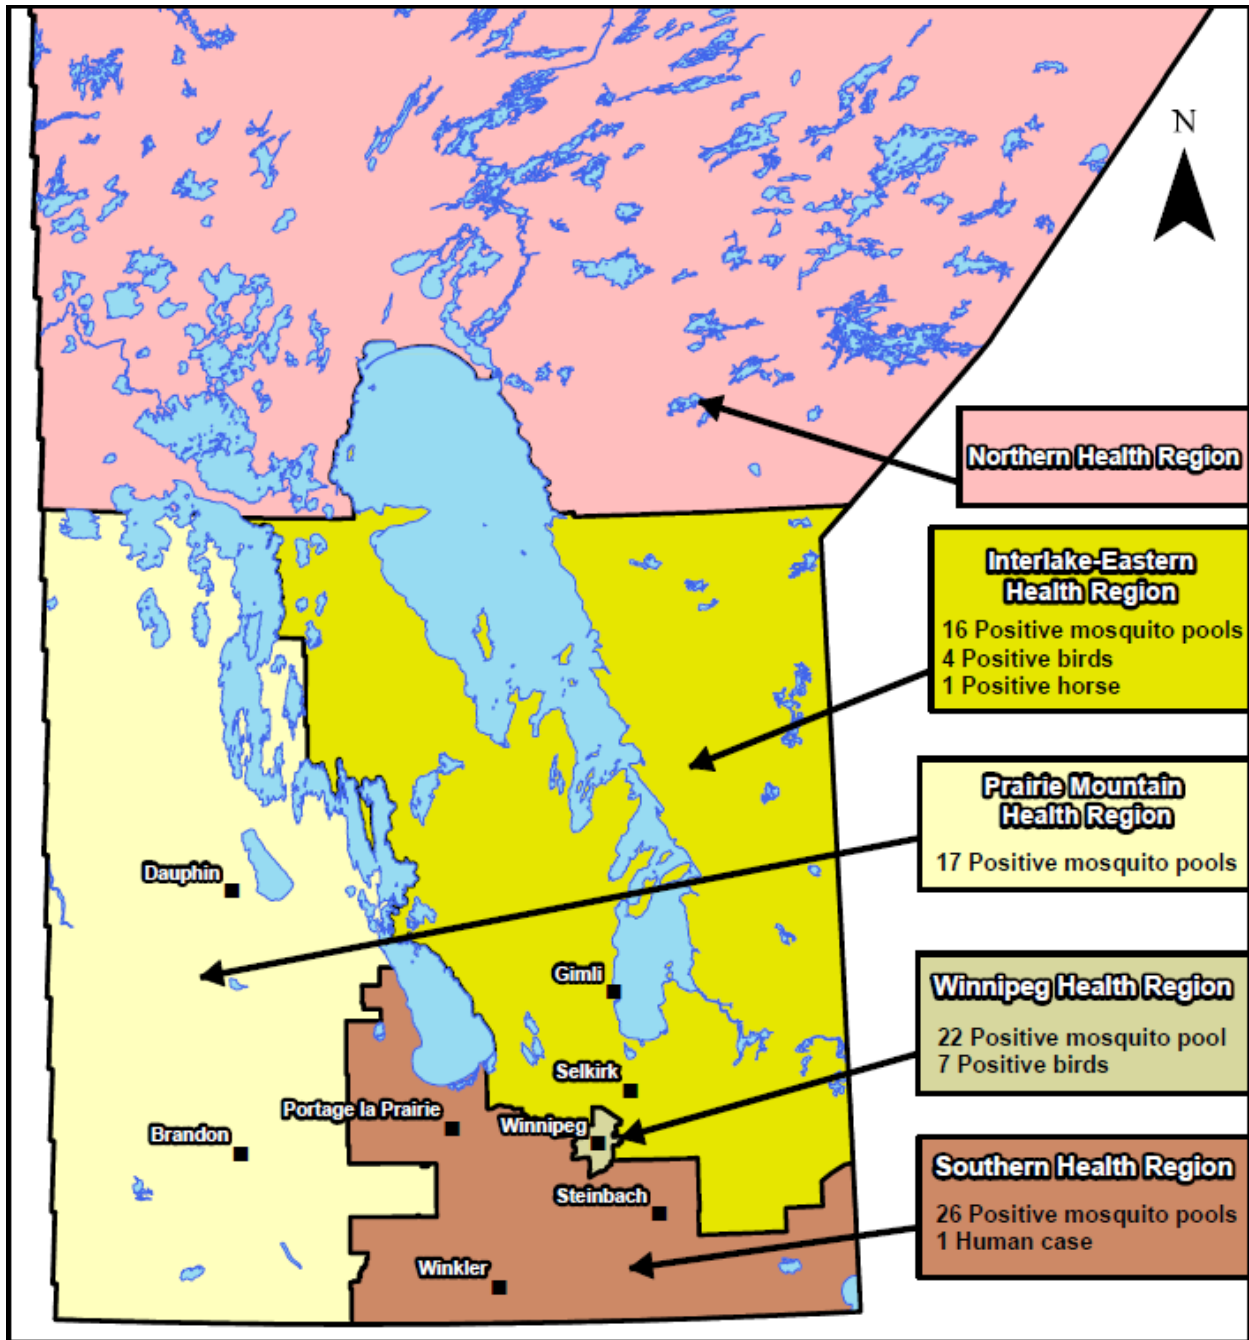 N
Northern Health Region
Interlake-Eastern
Health Region
16 Positive mosquito pools
4 Positive birds
1 Positive horse
Prairie Mountain
Health Region
17 Positive mosquito pools
Dauphin
Gimli
Winnipeg Health Region
22 Positive mosquito pool
7 Positive birds
Selkirk
Portage la Prairie
Winnipeg
Brandon
Southern Health Region
26 Positive mosquito pools
1 Human case
Steinbach
Winkler